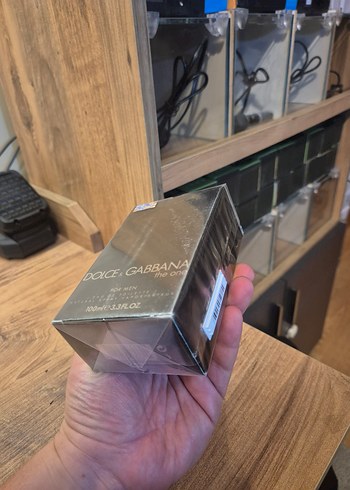 DOLCE & GABBANA
the one
FOR MEN
100ml℮ 3.3FL.OZ.